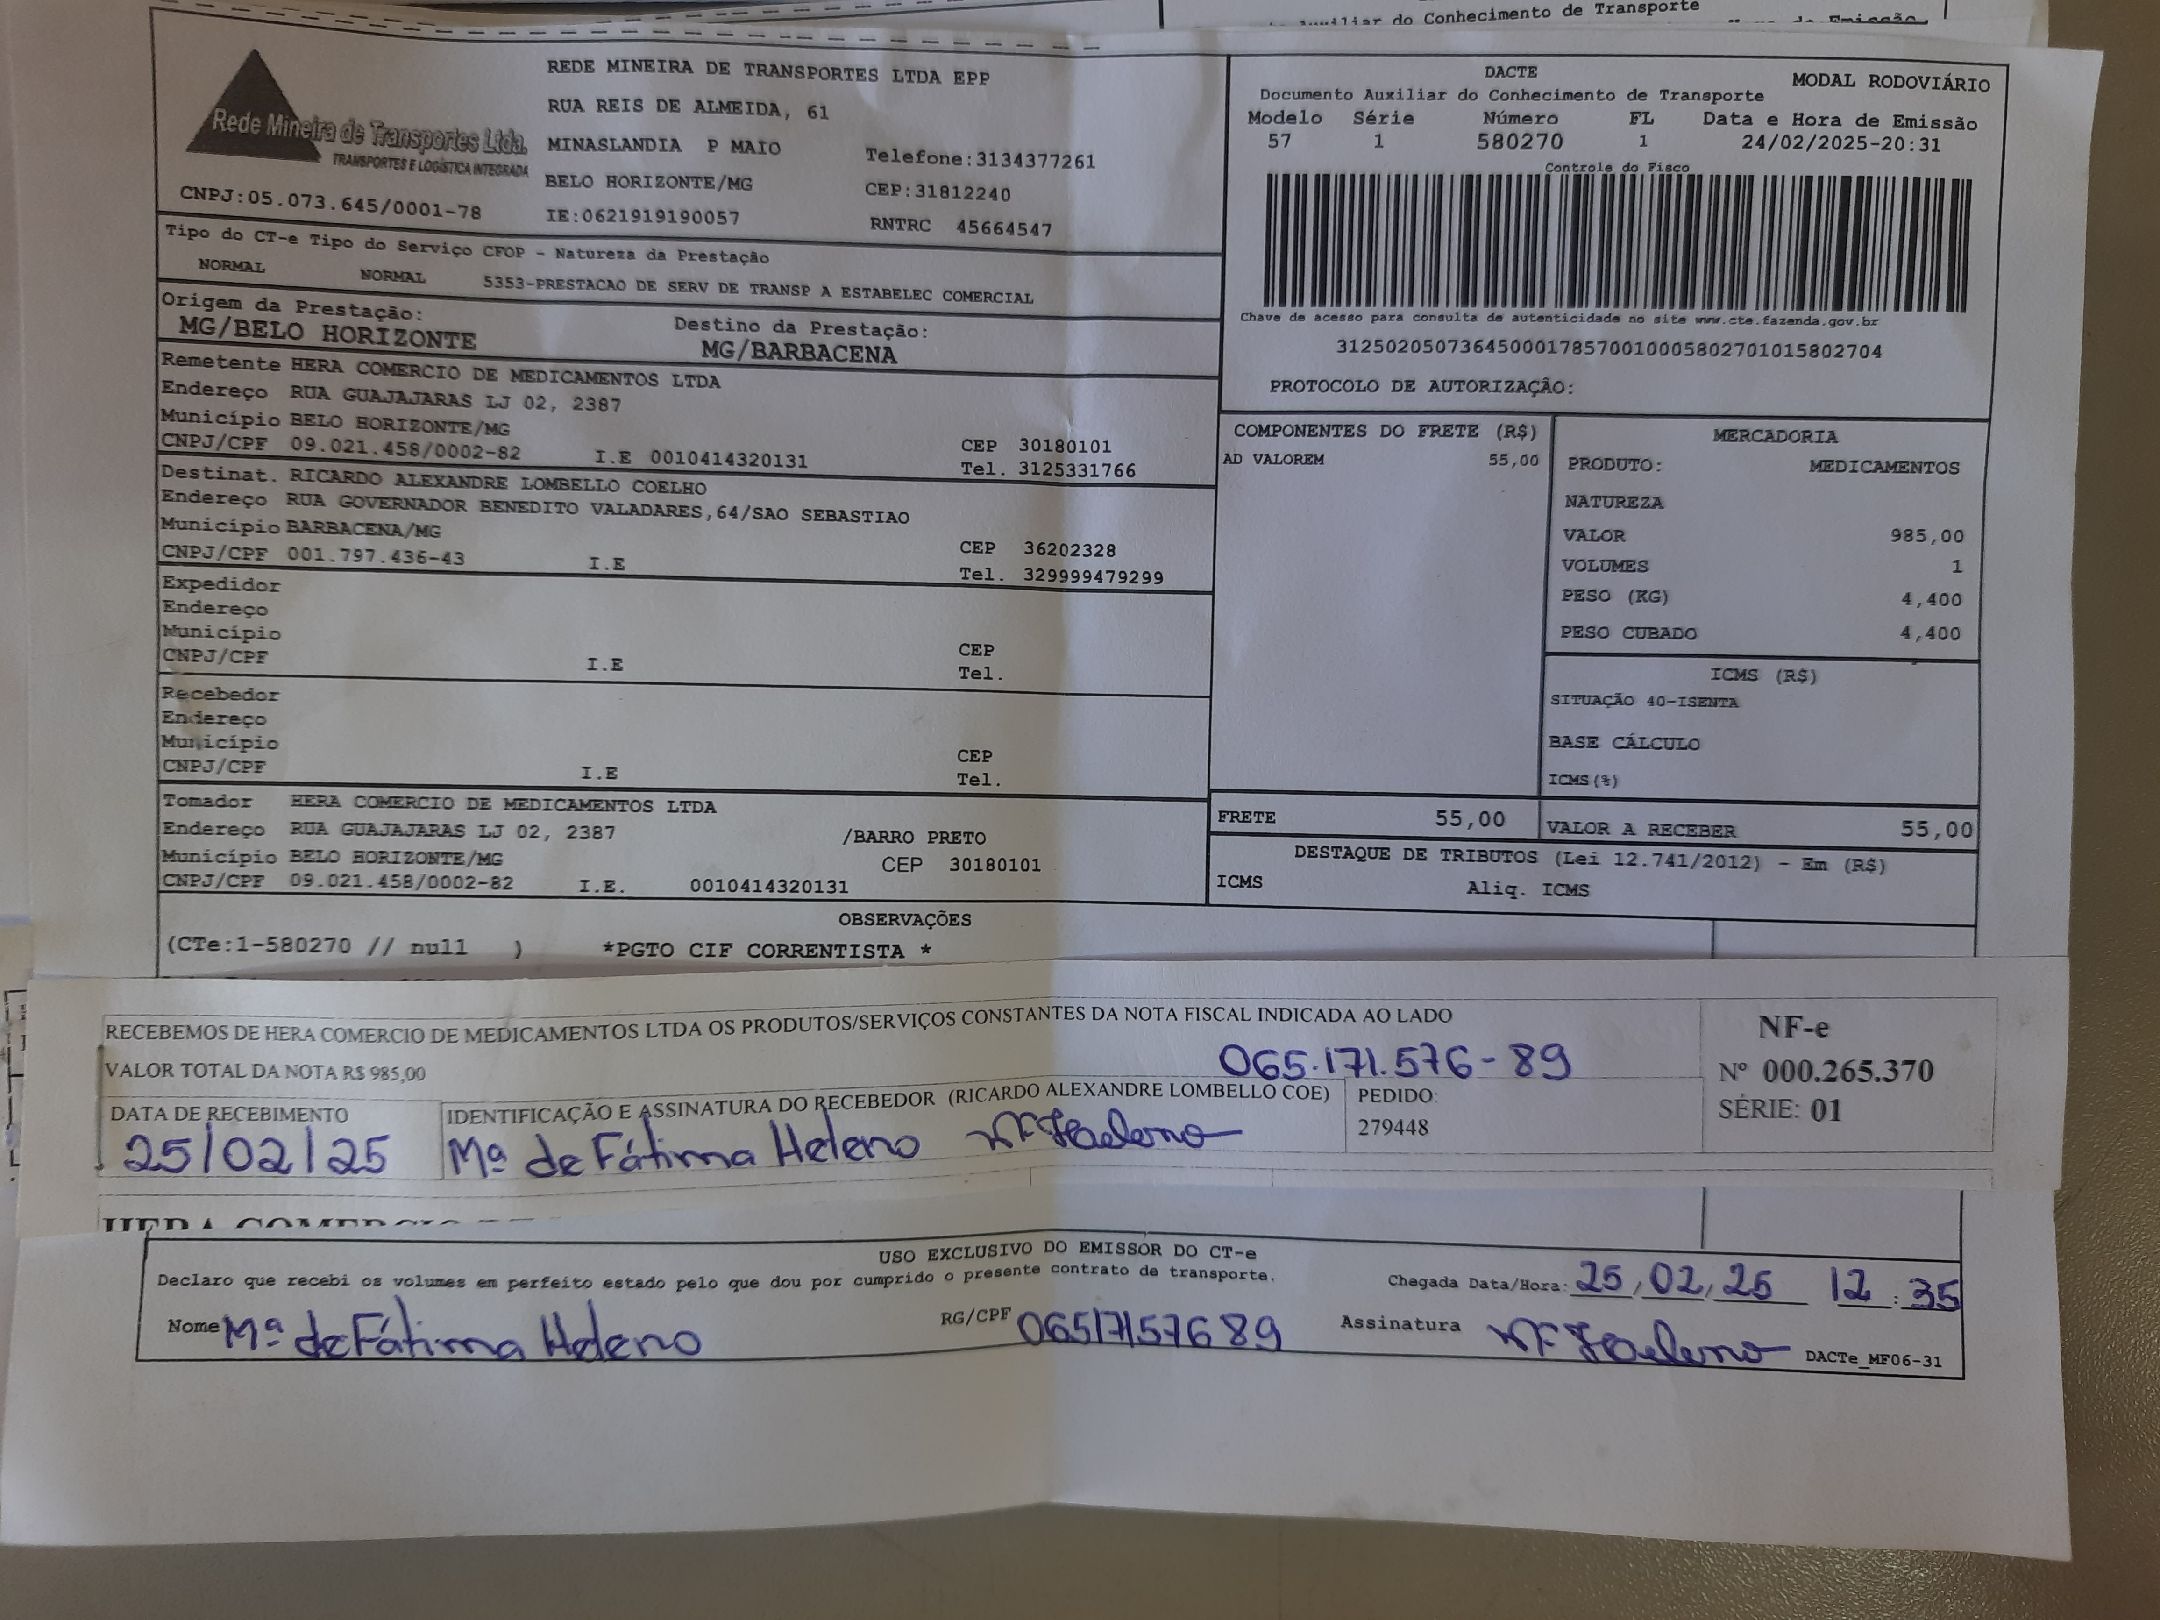 Auxiliar do Conhecimento de Transporte
REDE MINEIRA DE TRANSPORTES LTDA EPP
RUA REIS DE ALMEIDA, 61
MINASLANDIA P MAIO Telefone:3134377261
BELO HORIZONTE/MG CEP:31812240
IE:0621919190057 RNTRC 45664547
Rede Mineira de Transportes Ltda.
TRANSPORTES E LOGÍSTICA INTEGRADA
CNPJ:05.073.645/0001-78
DACTE MODAL RODOVIÁRIO
Documento Auxiliar do Conhecimento de Transporte
Modelo Série Número FL Data e Hora de Emissão
57 1 580270 1 24/02/2025-20:31
Controle do Fisco
Chave de acesso para consulta de autenticidade no site www.cte.fazenda.gov.br
31250205073645000178570010005802701015802704
PROTOCOLO DE AUTORIZAÇÃO:
Tipo do CT-e Tipo do Serviço CFOP - Natureza da Prestação
NORMAL NORMAL 5353-PRESTACAO DE SERV DE TRANSP A ESTABELEC COMERCIAL
Origem da Prestação: Destino da Prestação:
MG/BELO HORIZONTE MG/BARBACENA
Remetente HERA COMERCIO DE MEDICAMENTOS LTDA
Endereço RUA GUAJAJARAS LJ 02, 2387
Município BELO HORIZONTE/MG CEP 30180101
CNPJ/CPF 09.021.458/0002-82 I.E 0010414320131 Tel. 3125331766
Destinat. RICARDO ALEXANDRE LOMBELLO COELHO
Endereço RUA GOVERNADOR BENEDITO VALADARES,64/SAO SEBASTIAO
Município BARBACENA/MG CEP 36202328
CNPJ/CPF 001.797.436-43 I.E Tel. 329999479299
Expedidor
Endereço
Município CEP
CNPJ/CPF I.E Tel.
Recebedor
Endereço
Município CEP
CNPJ/CPF I.E Tel.
Tomador HERA COMERCIO DE MEDICAMENTOS LTDA
Endereço RUA GUAJAJARAS LJ 02, 2387 /BARRO PRETO
Município BELO HORIZONTE/MG CEP 30180101
CNPJ/CPF 09.021.458/0002-82 I.E. 0010414320131
COMPONENTES DO FRETE (R$)
AD VALOREM 55,00
MERCADORIA
PRODUTO: MEDICAMENTOS
NATUREZA
VALOR 985,00
VOLUMES 1
PESO (KG) 4,400
PESO CUBADO 4,400
ICMS (R$)
SITUAÇÃO 40-ISENTA
BASE CÁLCULO
ICMS(%)
FRETE 55,00 VALOR A RECEBER 55,00
DESTAQUE DE TRIBUTOS (Lei 12.741/2012) - Em (R$)
ICMS Aliq. ICMS
OBSERVAÇÕES
(CTe:1-580270 // null ) *PGTO CIF CORRENTISTA *
RECEBEMOS DE HERA COMERCIO DE MEDICAMENTOS LTDA OS PRODUTOS/SERVIÇOS CONSTANTES DA NOTA FISCAL INDICADA AO LADO
VALOR TOTAL DA NOTA R$ 985,00 065.171.576-89
DATA DE RECEBIMENTO IDENTIFICAÇÃO E ASSINATURA DO RECEBEDOR (RICARDO ALEXANDRE LOMBELLO COE) PEDIDO:
25/02/25 Mª de Fátima Heleno MF Heleno 279448
NF-e
Nº 000.265.370
SÉRIE: 01
HERA COMERCIO
USO EXCLUSIVO DO EMISSOR DO CT-e
Declaro que recebi os volumes em perfeito estado pelo que dou por cumprido o presente contrato de transporte. Chegada Data/Hora: 25/02/25 12:35
Nome Mª de Fátima Heleno RG/CPF 06517157689 Assinatura MF Heleno DACTe_MF06-31